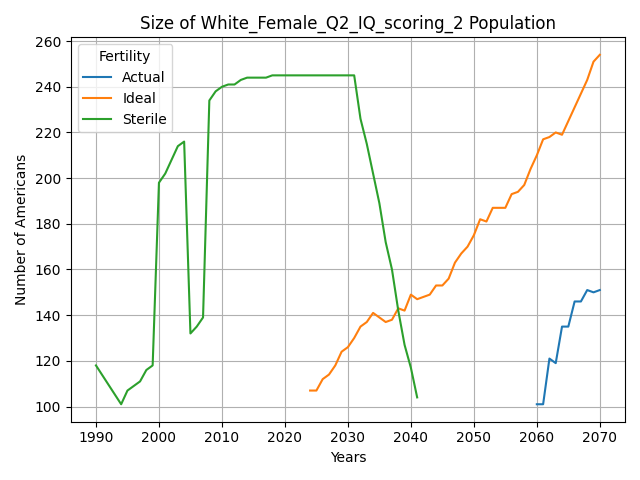 Size of White_Female_Q2_IQ_scoring_2 Population
Fertility
Actual
Ideal
Sterile
Number of Americans
260
240
220
200
180
160
140
120
100
1990 2000 2010 2020 2030 2040 2050 2060 2070
Years